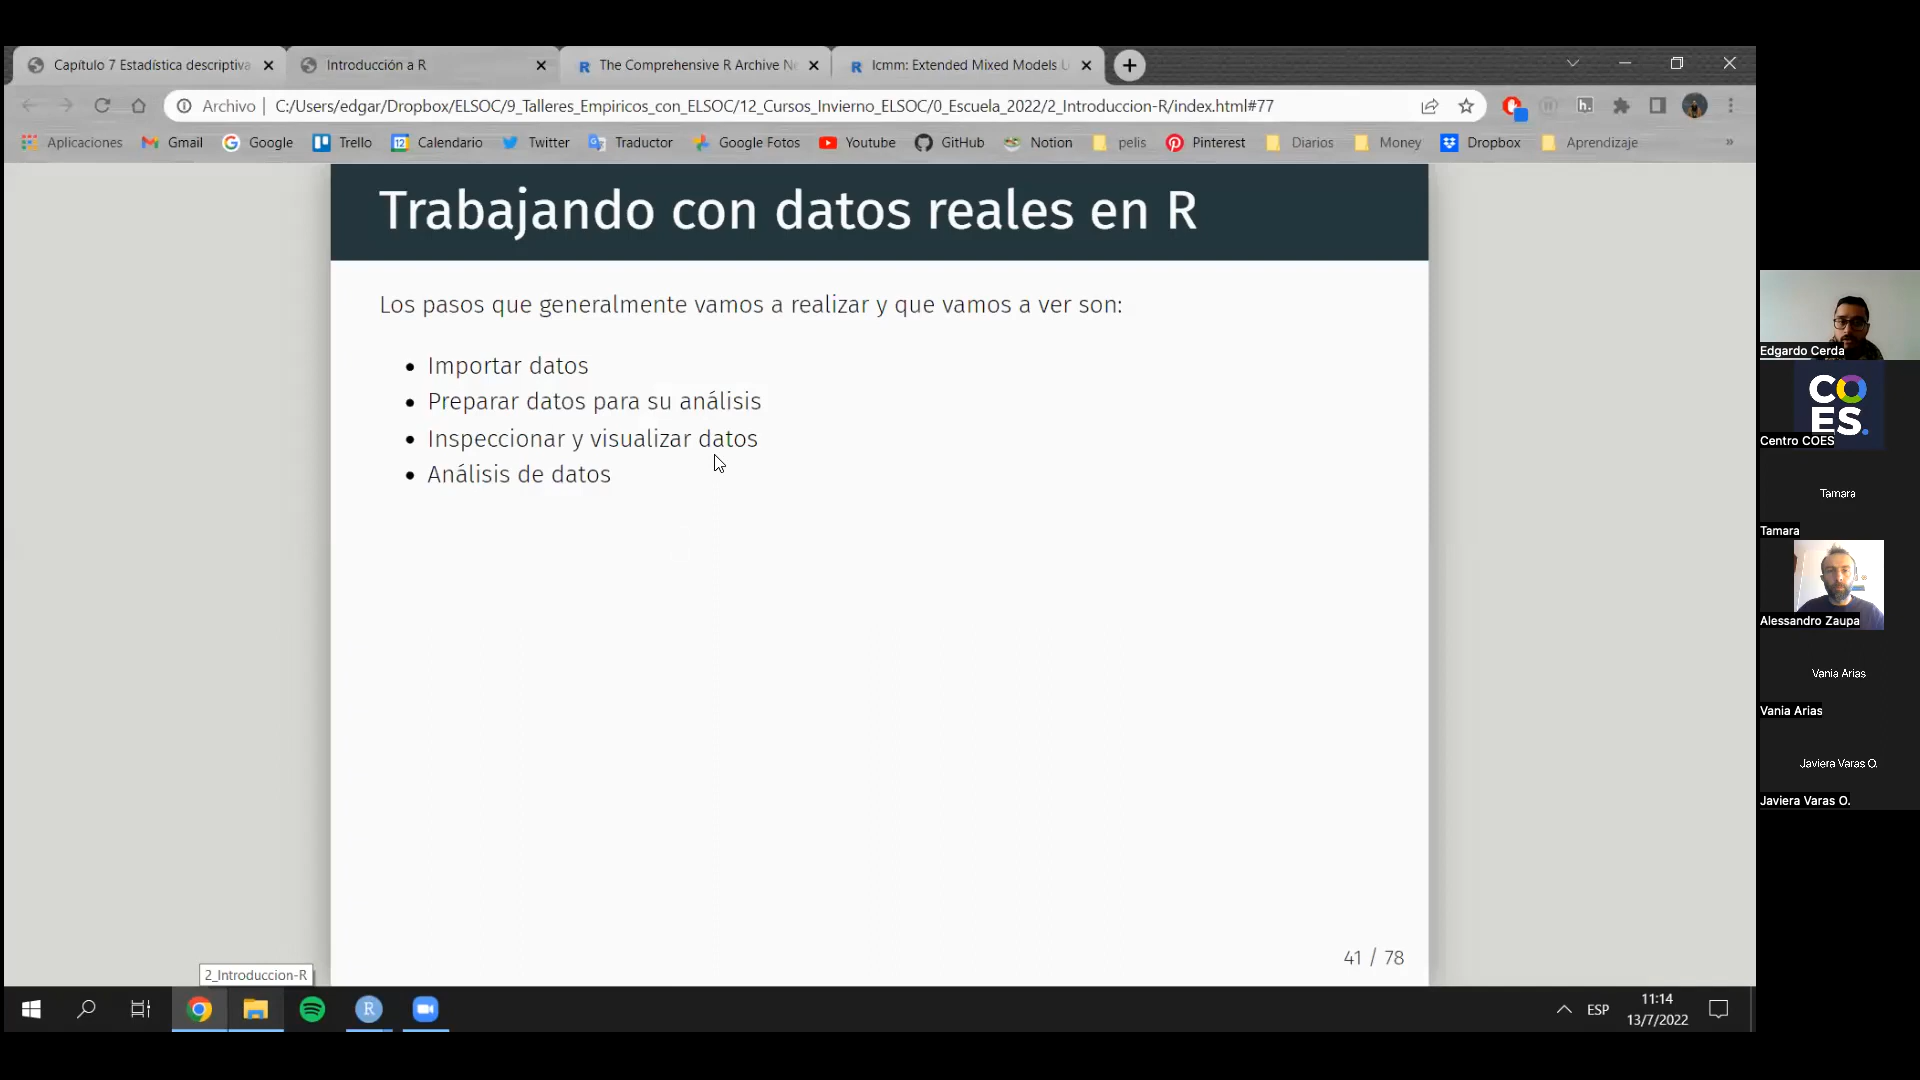 Capítulo 7 Estadística descriptiva
Introducción a R
The Comprehensive R Archive Ne
lcmm: Extended Mixed Models U
Archivo
C:/Users/edgar/Dropbox/ELSOC/9_Talleres_Empiricos_con_ELSOC/12_Cursos_Invierno_ELSOC/0_Escuela_2022/2_Introduccion-R/index.html#77
Aplicaciones
Gmail
Google
Trello
12
Calendario
Twitter
Traductor
Google Fotos
Youtube
GitHub
Notion
pelis
Pinterest
Diarios
Money
Dropbox
Aprendizaje
»
Trabajando con datos reales en R
Los pasos que generalmente vamos a realizar y que vamos a ver son:
• Importar datos
• Preparar datos para su análisis
• Inspeccionar y visualizar datos
• Análisis de datos
41 / 78
2_Introduccion-R
R
ESP
11:14
13/7/2022
Edgardo Cerda
CO
ES.
Centro COES
Tamara
Tamara
Alessandro Zaupa
Vania Arias
Vania Arias
Javiera Varas O.
Javiera Varas O.